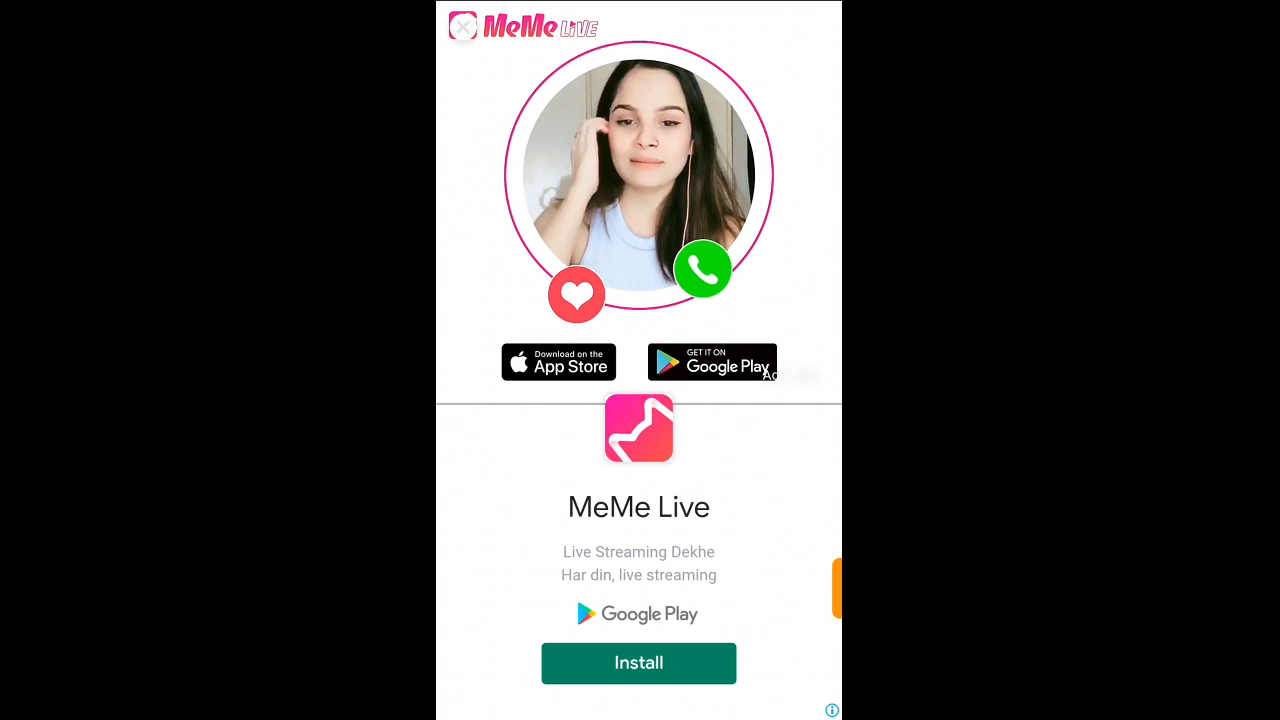 MeMe LiVE
Download on the
App Store
GET IT ON
Google Play
MeMe Live
Live Streaming Dekhe
Har din, live streaming
Google Play
Install